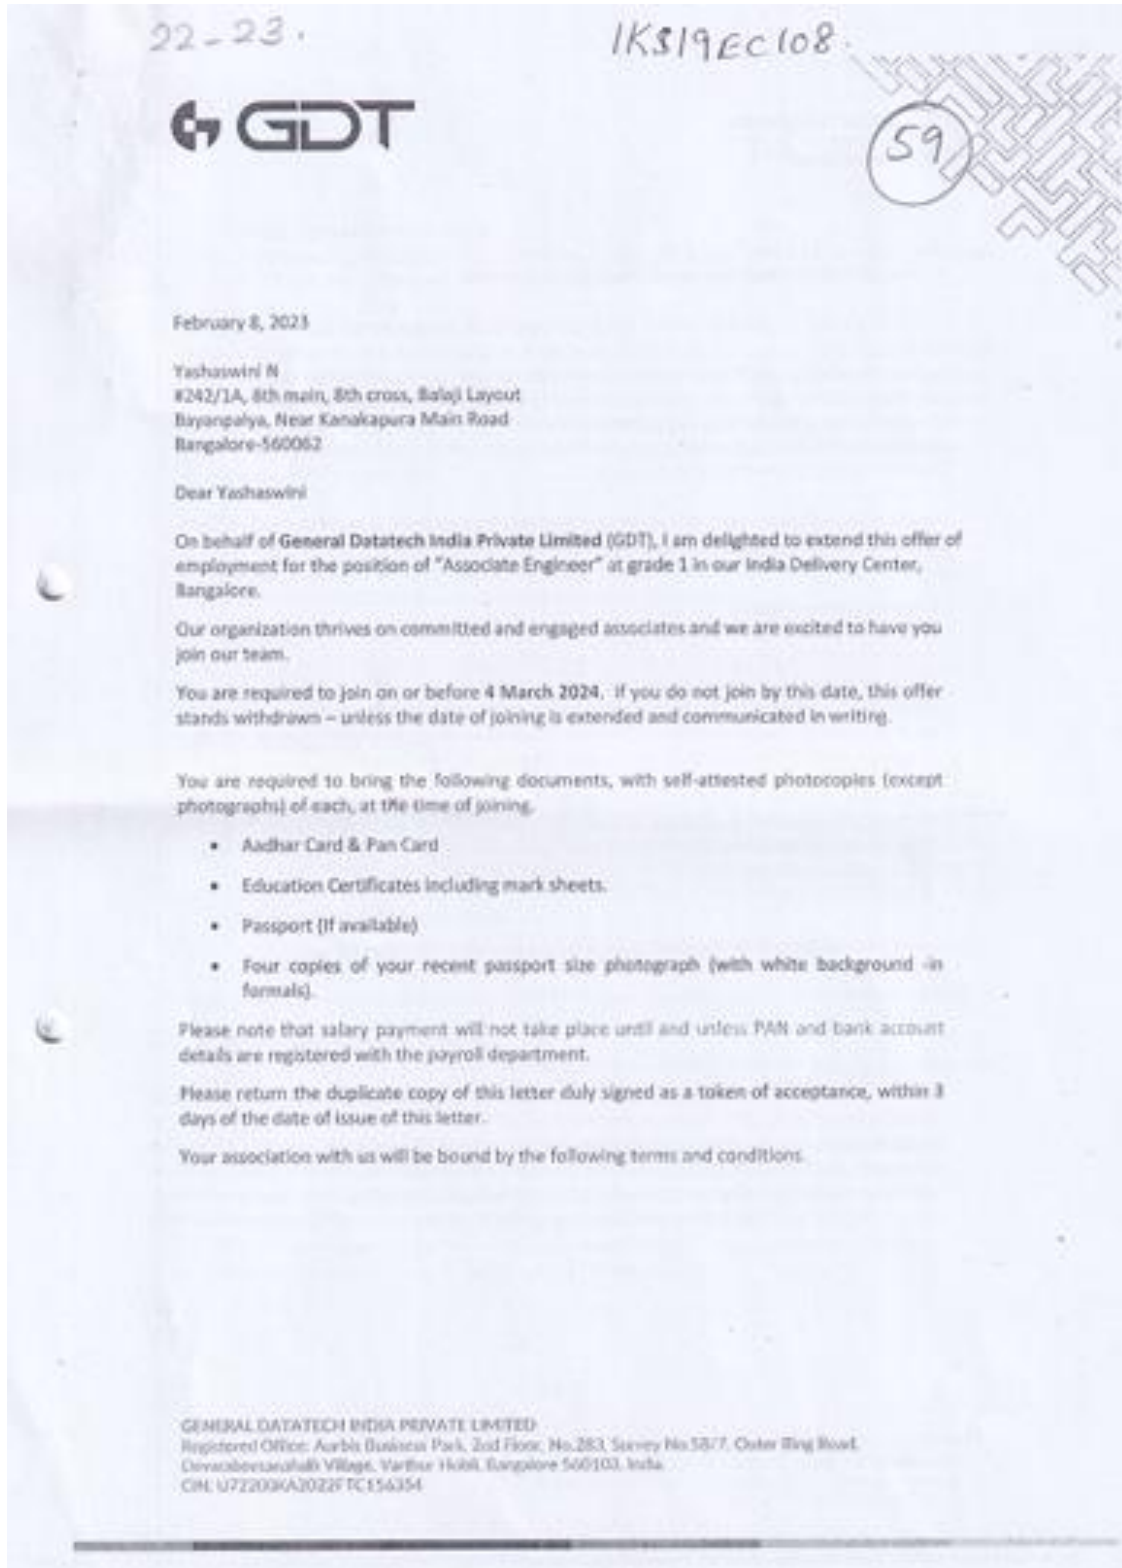 22-23.
1KS19EC108.
GDT
59
February 8, 2023
Yashaswini N
#242/1A, 8th main, 8th cross, Balaji Layout
Bayanpalya, Near Kanakapura Main Road
Bangalore-560062
Dear Yashaswini
On behalf of General Datatech India Private Limited (GDT), I am delighted to extend this offer of
employment for the position of "Associate Engineer" at grade 1 in our India Delivery Center,
Bangalore.
Our organization thrives on committed and engaged associates and we are excited to have you
join our team.
You are required to join on or before 4 March 2024. If you do not join by this date, this offer
stands withdrawn – unless the date of joining is extended and communicated in writing.
You are required to bring the following documents, with self-attested photocopies (except
photographs) of each, at the time of joining.
• Aadhar Card & Pan Card
• Education Certificates including mark sheets.
• Passport (If available)
• Four copies of your recent passport size photograph (with white background -in
formals).
Please note that salary payment will not take place until and unless PAN and bank account
details are registered with the payroll department.
Please return the duplicate copy of this letter duly signed as a token of acceptance, within 3
days of the date of issue of this letter.
Your association with us will be bound by the following terms and conditions.
GENERAL DATATECH INDIA PRIVATE LIMITED
Registered Office: Aurbis Business Park, 2nd Floor, No.283, Survey No.58/7, Outer Ring Road,
Village, Varthur Hobli, Bangalore 560103, India
CIN: U72200KA2022FTC156354